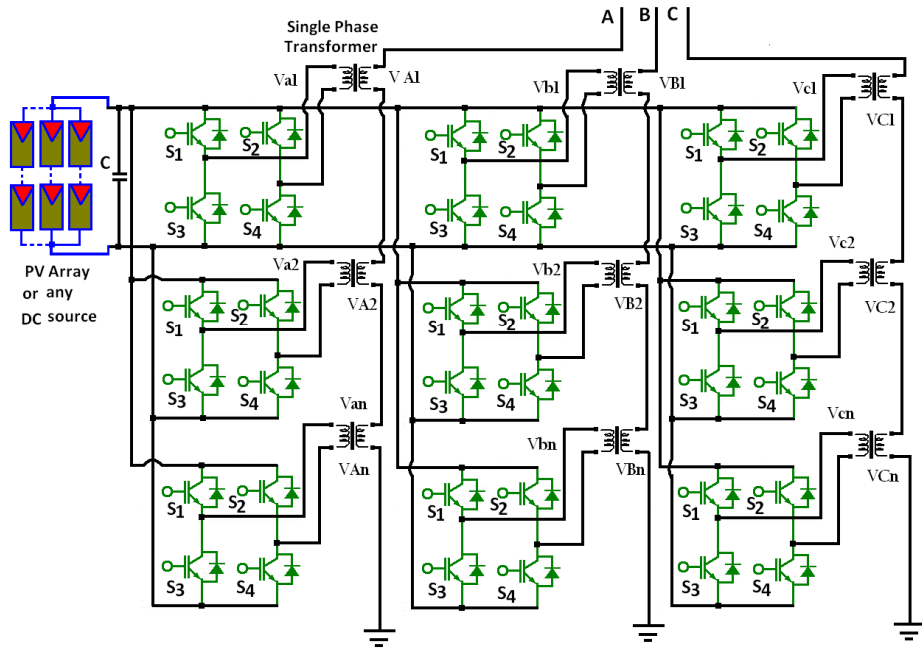 A B C
Single Phase
Transformer
Va1 VA1
Vb1 VB1
Vc1 VC1
C
S1 S2
S3 S4
S1 S2
S3 S4
S1 S2
S3 S4
PV Array
or any
DC source
Va2 VA2
Vb2 VB2
Vc2 VC2
S1 S2
S3 S4
S1 S2
S3 S4
S1 S2
S3 S4
Van VAn
Vbn VBn
Vcn VCn
S1 S2
S3 S4
S1 S2
S3 S4
S1 S2
S3 S4